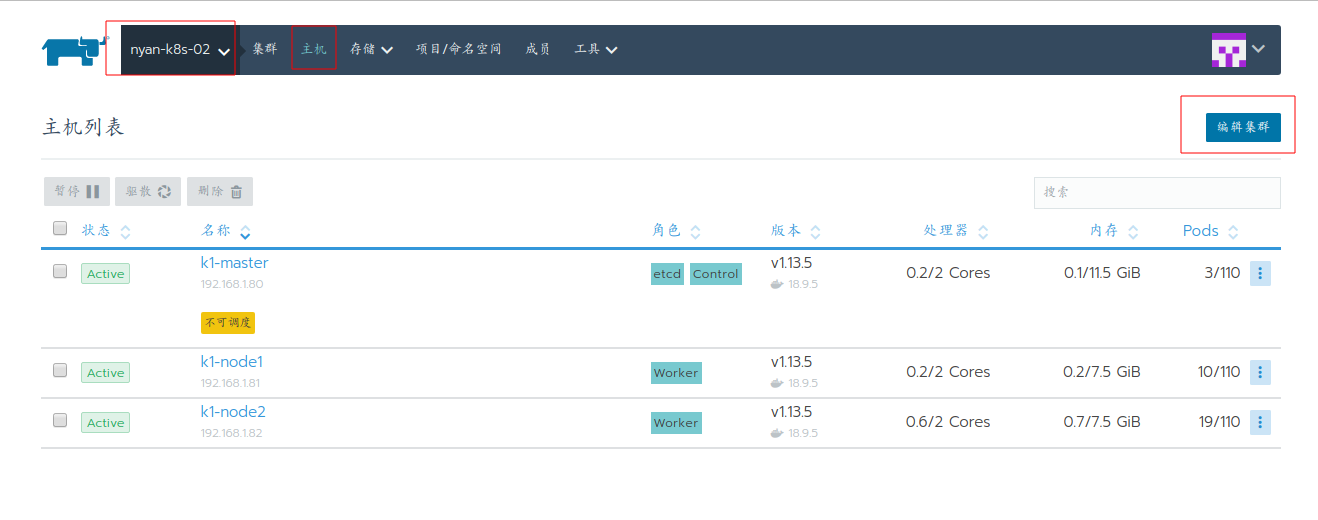 nyan-k8s-02 集群 主机 存储 项目/命名空间 成员 工具
主机列表 编辑集群
暂停 驱散 删除 搜索
状态 名称 角色 版本 处理器 内存 Pods
Active k1-master etcd Control v1.13.5 0.2/2 Cores 0.1/11.5 GiB 3/110
192.168.1.80 18.9.5
不可调度
Active k1-node1 Worker v1.13.5 0.2/2 Cores 0.2/7.5 GiB 10/110
192.168.1.81 18.9.5
Active k1-node2 Worker v1.13.5 0.6/2 Cores 0.7/7.5 GiB 19/110
192.168.1.82 18.9.5